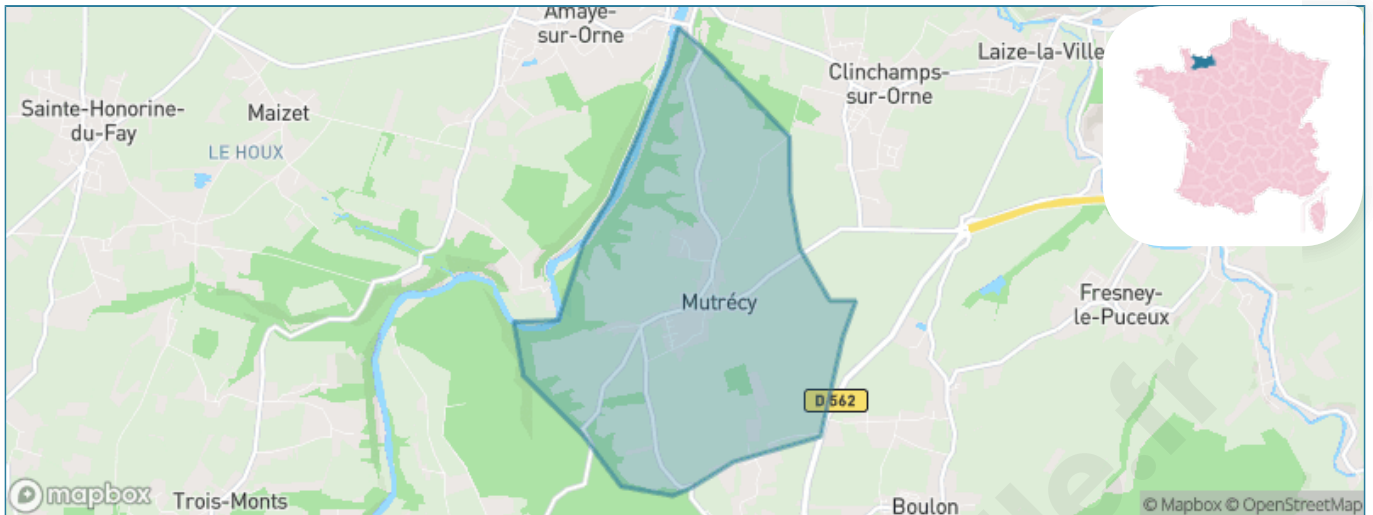 Amayé-
sur-Orne
Laize-la-Ville
Clinchamps-
sur-Orne
Sainte-Honorine-
du-Fay
Maizet
LE HOUX
Mutrécy
Fresney-
le-Puceux
D 562
mapbox
Trois-Monts
Boulon
© Mapbox © OpenStreetMap